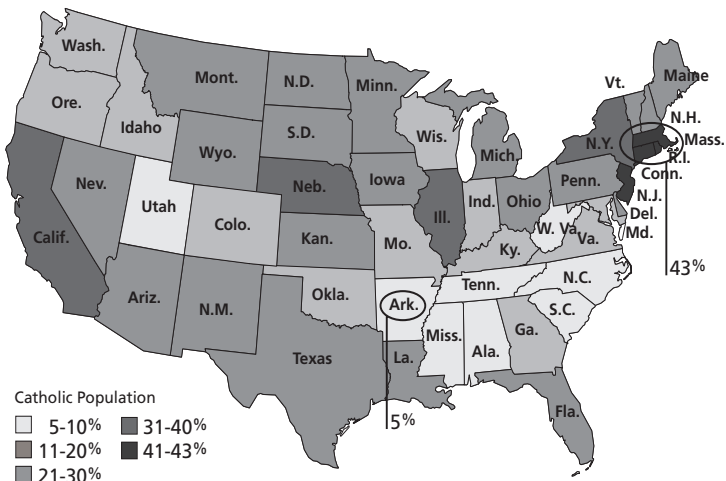 Wash.
Mont.
N.D.
Minn.
Vt.
Maine
Ore.
Idaho
Wis.
N.H.
Mass.
S.D.
N.Y.
R.I.
Wyo.
Mich.
Conn.
Nev.
Neb.
Iowa
Penn.
N.J.
Utah
Ill.
Ind.
Ohio
Del.
Calif.
Colo.
Kan.
Mo.
W. Va.
Va.
Md.
Ky.
43%
Ariz.
N.M.
Okla.
Ark.
Tenn.
N.C.
S.C.
Miss.
Ala.
Ga.
Texas
La.
Fla.
5%
Catholic Population
5-10% 31-40%
11-20% 41-43%
21-30%